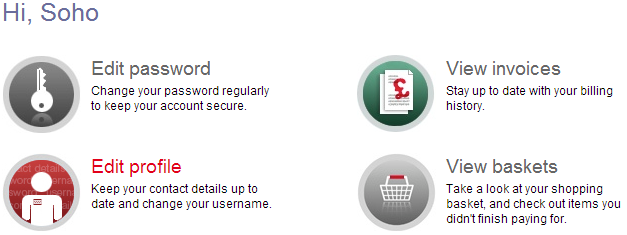 Hi, Soho
Edit password
Change your password regularly
to keep your account secure.
View invoices
Stay up to date with your billing
history.
Edit profile
Keep your contact details up to
date and change your username.
View baskets
Take a look at your shopping
basket, and check out items you
didn't finish paying for.
£